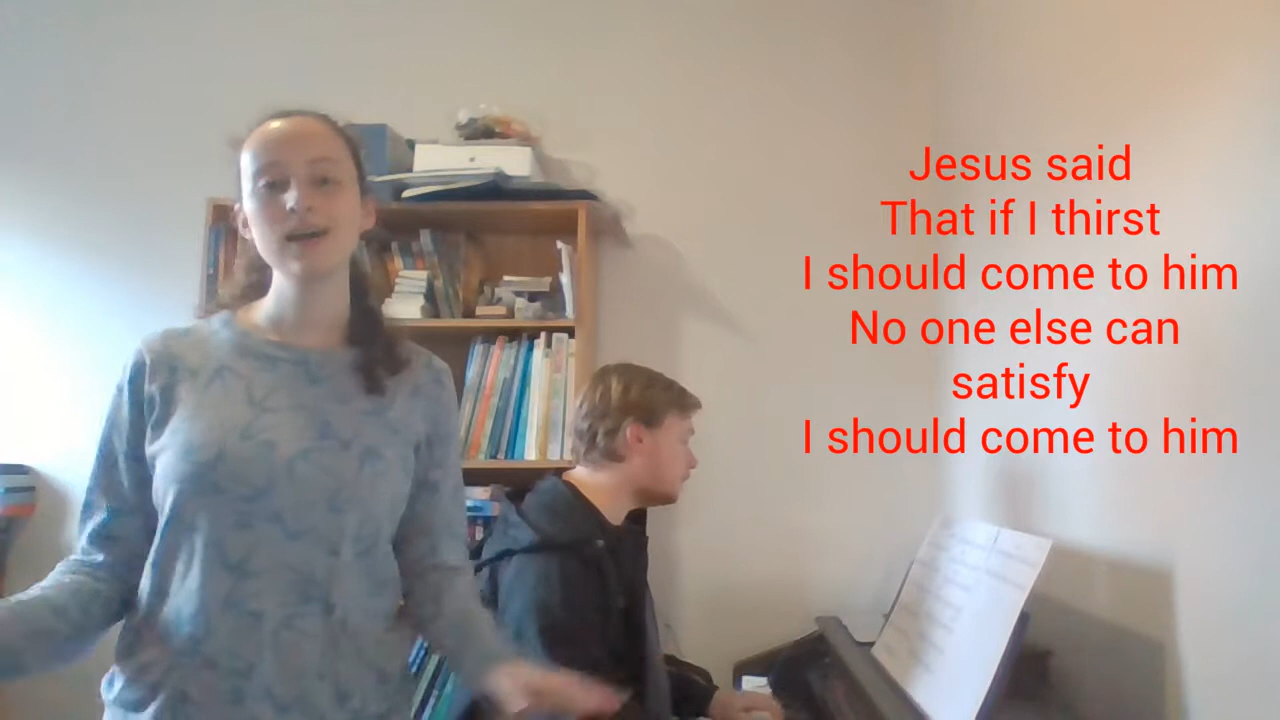 Jesus said
That if I thirst
I should come to him
No one else can
satisfy
I should come to him